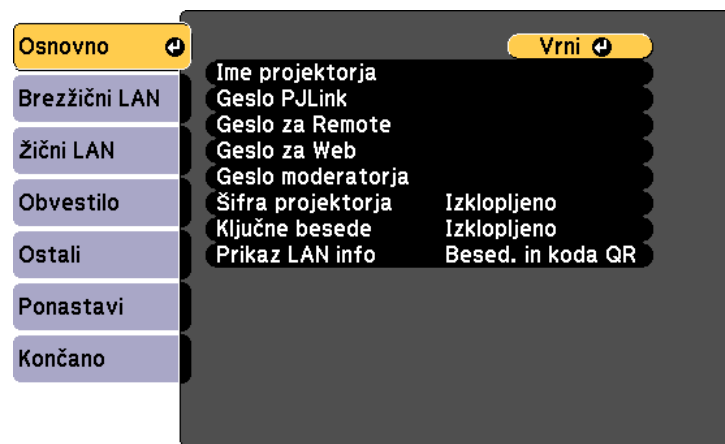 Osnovno
Brezžični LAN
Žični LAN
Obvestilo
Ostali
Ponastavi
Končano
Vrni
Ime projektorja
Geslo PJLink
Geslo za Remote
Geslo za Web
Geslo moderatorja
Šifra projektorja Izklopljeno
Ključne besede Izklopljeno
Prikaz LAN info Besed. in koda QR